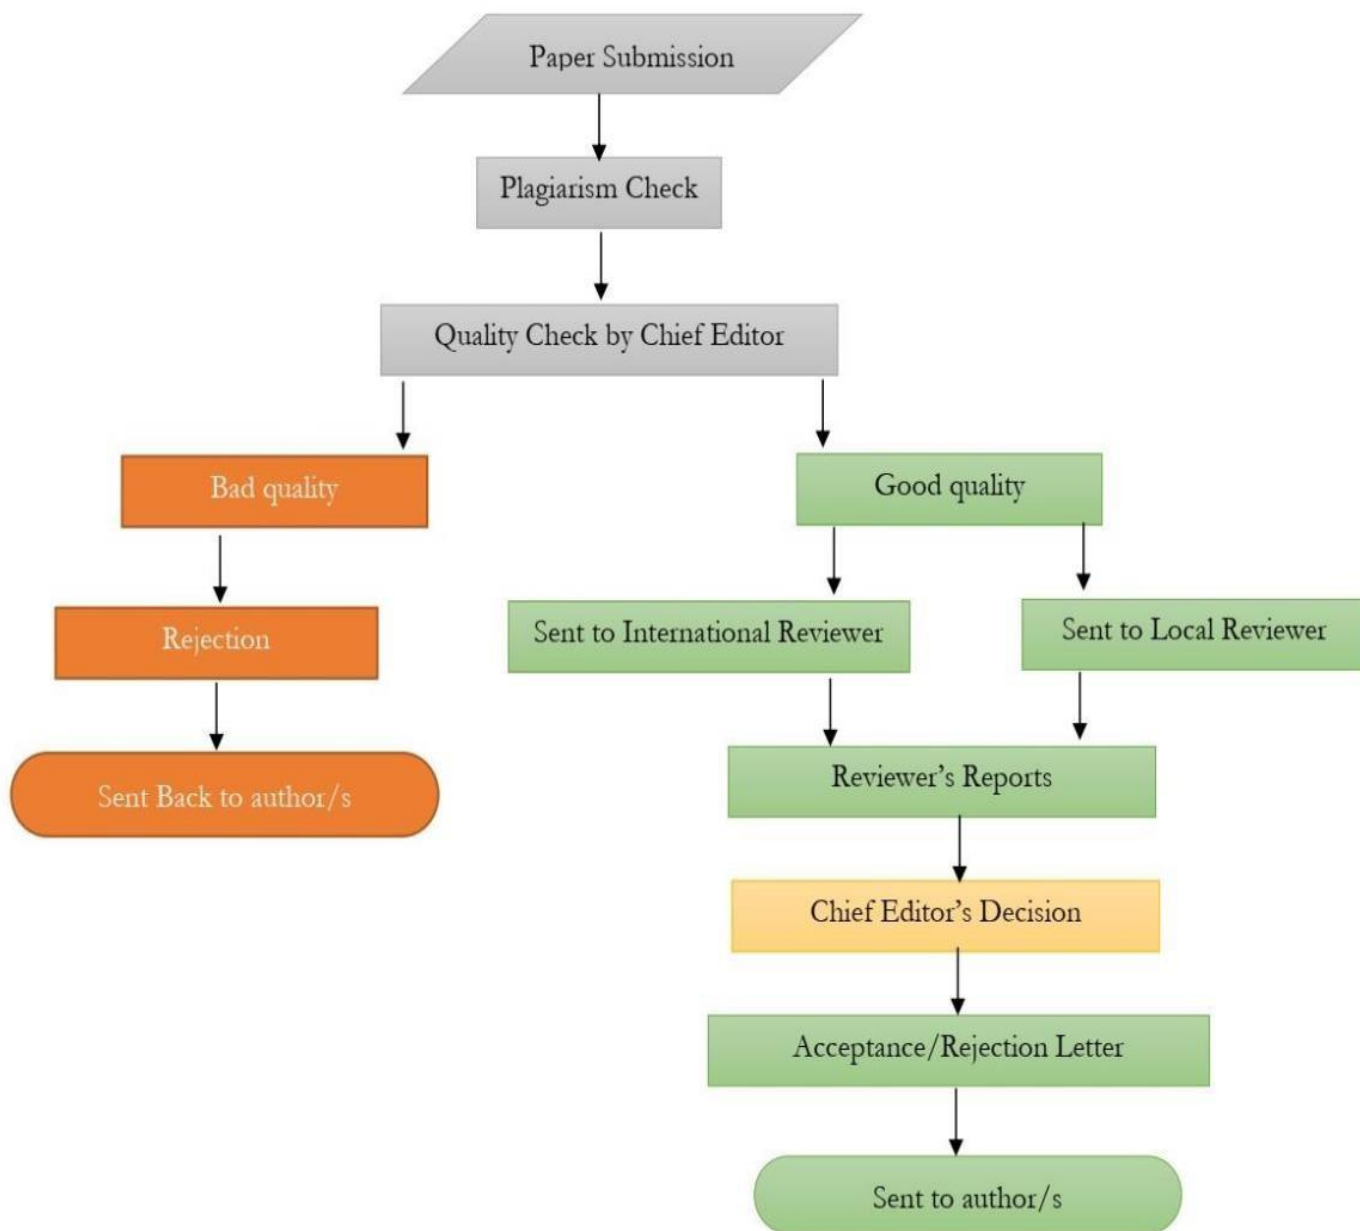 Paper Submission
Plagiarism Check
Quality Check by Chief Editor
Bad quality
Good quality
Rejection
Sent to International Reviewer
Sent to Local Reviewer
Sent Back to author/s
Reviewer’s Reports
Chief Editor’s Decision
Acceptance/Rejection Letter
Sent to author/s